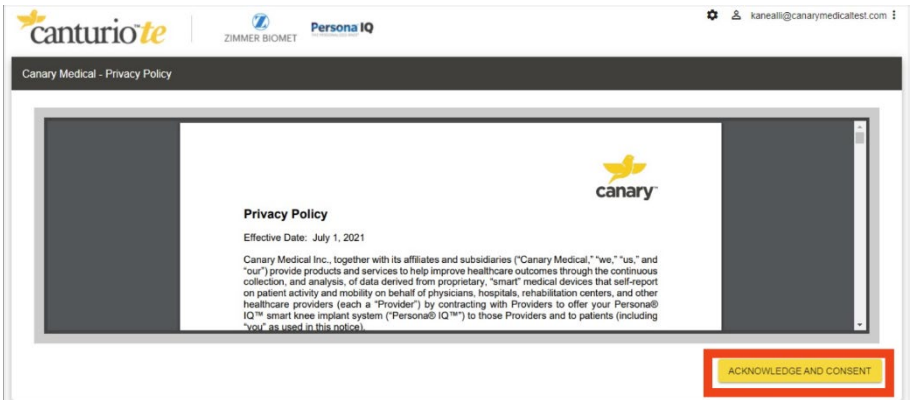 canturio™te
ZIMMER BIOMET
Persona IQ
kanealli@canarymedicaltest.com
Canary Medical - Privacy Policy
canary™
Privacy Policy
Effective Date: July 1, 2021
Canary Medical Inc., together with its affiliates and subsidiaries (“Canary Medical,” “we,” “us,” and
“our”) provide products and services to help improve healthcare outcomes through the continuous
collection, and analysis, of data derived from proprietary, “smart” medical devices that self-report
on patient activity and mobility on behalf of physicians, hospitals, rehabilitation centers, and other
healthcare providers (each a “Provider”) by contracting with Providers to offer your Persona®
IQ™ smart knee implant system (“Persona® IQ™”) to those Providers and to patients (including
“you” as used in this notice).
ACKNOWLEDGE AND CONSENT